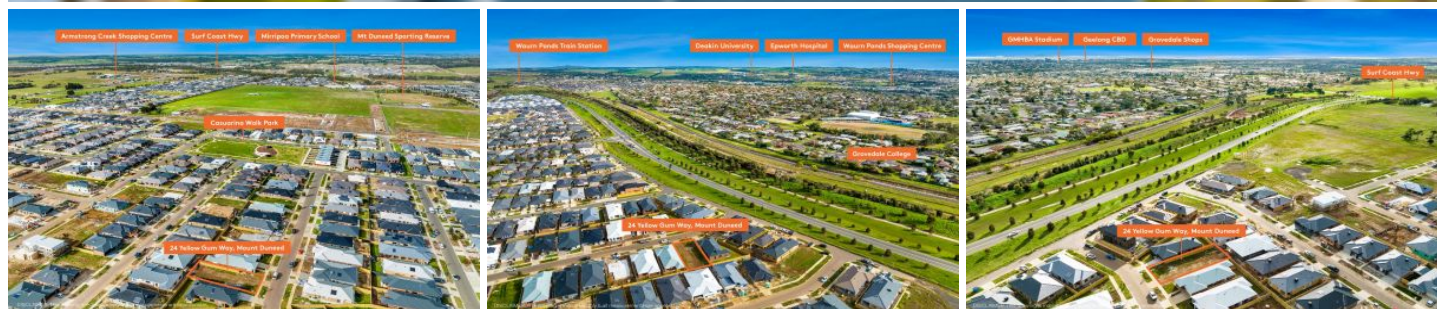 Armstrong Creek Shopping Centre
Surf Coast Hwy
Mirripoa Primary School
Mt Duneed Sporting Reserve
Casuarina Walk Park
24 Yellow Gum Way, Mount Duneed
Waurn Ponds Train Station
Deakin University
Epworth Hospital
Waurn Ponds Shopping Centre
Grovedale College
24 Yellow Gum Way, Mount Duneed
GMHBA Stadium
Geelong CBD
Grovedale Shops
Surf Coast Hwy
24 Yellow Gum Way, Mount Duneed